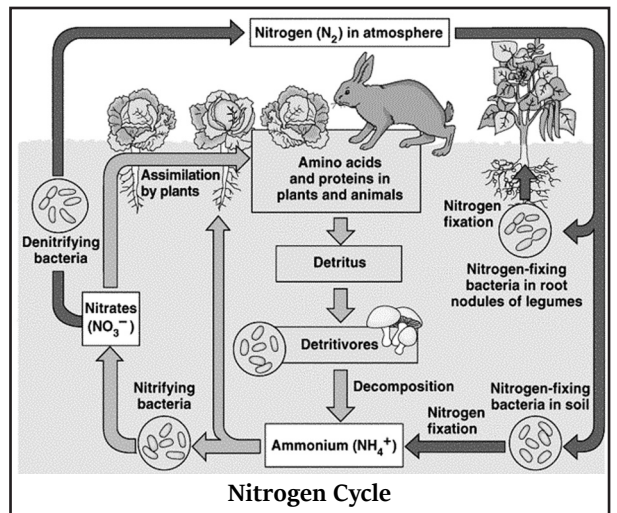 Nitrogen (N₂) in atmosphere
Assimilation
by plants
Amino acids
and proteins in
plants and animals
Nitrogen
fixation
Denitrifying
bacteria
Detritus
Nitrogen-fixing
bacteria in root
nodules of legumes
Nitrates
(NO₃⁻)
Detritivores
Decomposition
Nitrifying
bacteria
Nitrogen-fixing
bacteria in soil
Nitrogen
fixation
Ammonium (NH₄⁺)
Nitrogen Cycle